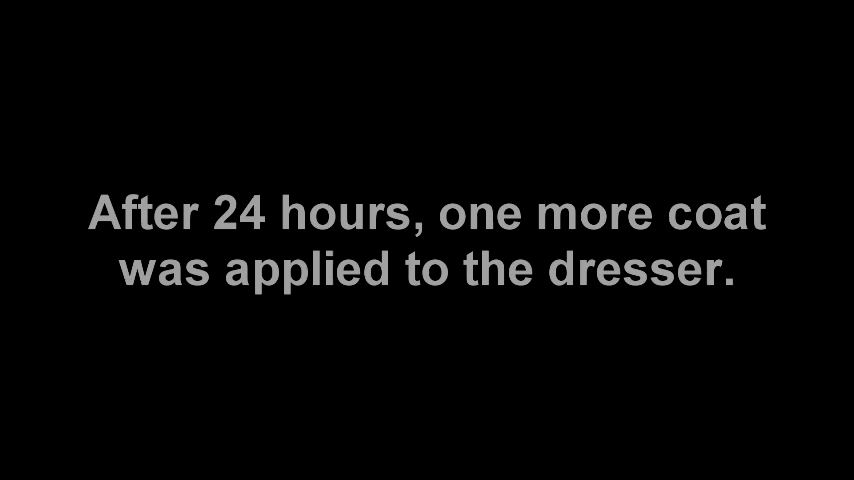 After 24 hours, one more coat
was applied to the dresser.